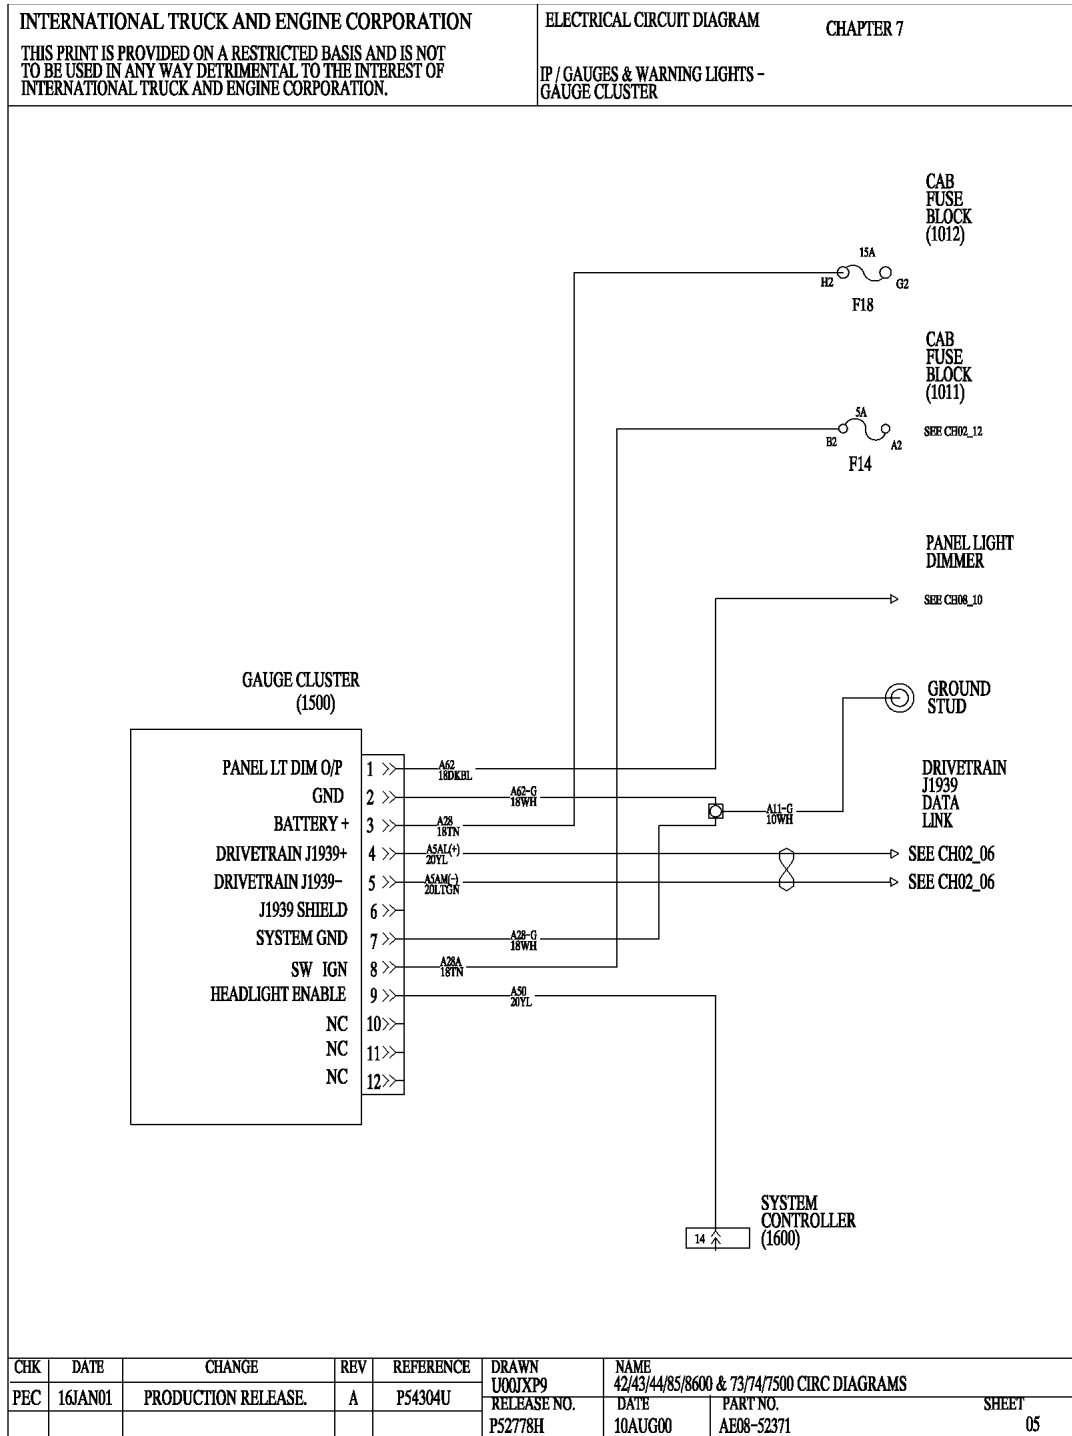 INTERNATIONAL TRUCK AND ENGINE CORPORATION
THIS PRINT IS PROVIDED ON A RESTRICTED BASIS AND IS NOT
TO BE USED IN ANY WAY DETRIMENTAL TO THE INTEREST OF
INTERNATIONAL TRUCK AND ENGINE CORPORATION.
ELECTRICAL CIRCUIT DIAGRAM
CHAPTER 7
IP / GAUGES & WARNING LIGHTS -
GAUGE CLUSTER
CAB
FUSE
BLOCK
(1012)
15A
H2
G2
F18
CAB
FUSE
BLOCK
(1011)
5A
B2
A2
SEE CH02_12
F14
PANEL LIGHT
DIMMER
SEE CH08_10
GROUND
STUD
GAUGE CLUSTER
(1500)
DRIVETRAIN
J1939
DATA
LINK
PANEL LT DIM O/P 1
A62
18DKBL
GND 2
A62-G
18WH
A11-G
10WH
BATTERY + 3
A28
18TN
DRIVETRAIN J1939+ 4
A5AL(+)
20YL
SEE CH02_06
DRIVETRAIN J1939- 5
A5AM(-)
20LTGN
SEE CH02_06
J1939 SHIELD 6
SYSTEM GND 7
A28-G
18WH
SW IGN 8
A28A
18TN
HEADLIGHT ENABLE 9
A50
20YL
NC 10
NC 11
NC 12
14
SYSTEM
CONTROLLER
(1600)
CHK DATE CHANGE REV REFERENCE
PEC 16JAN01 PRODUCTION RELEASE. A P54304U
DRAWN
U00JXP9
NAME
42/43/44/85/8600 & 73/74/7500 CIRC DIAGRAMS
RELEASE NO.
P52778H
DATE
10AUG00
PART NO.
AE08-52371
SHEET
05